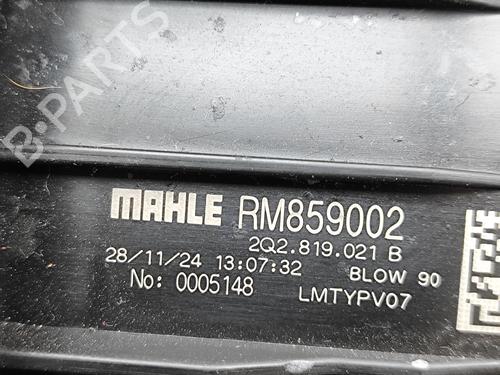 B-PARTS
MAHLE RM859002
2Q2.819.021 B
28/11/24 13:07:32 BLOW 90
No: 0005148 LMTYPV07